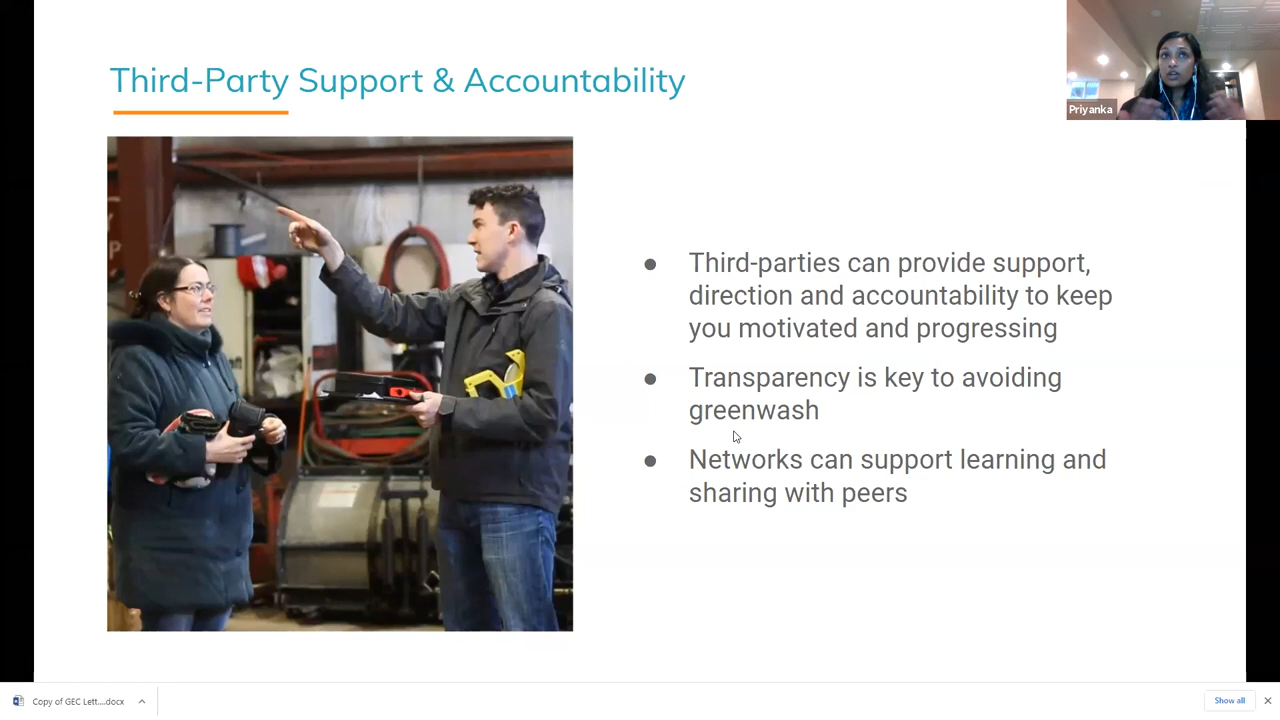 Third-Party Support & Accountability
Priyanka
● Third-parties can provide support,
direction and accountability to keep
you motivated and progressing
● Transparency is key to avoiding
greenwash
● Networks can support learning and
sharing with peers
Copy of GEC Lett....docx
Show all